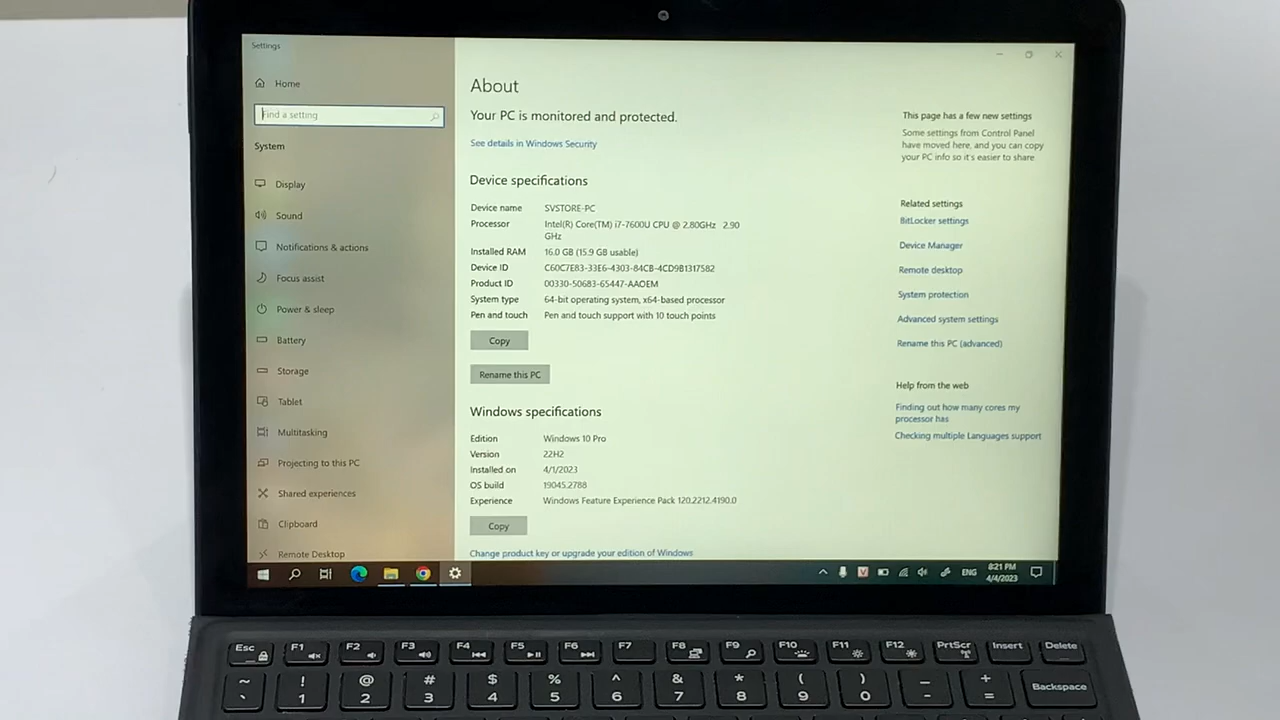 Settings
Home
Find a setting
System
Display
Sound
Notifications & actions
Focus assist
Power & sleep
Battery
Storage
Tablet
Multitasking
Projecting to this PC
Shared experiences
Clipboard
Remote Desktop
About
Your PC is monitored and protected.
See details in Windows Security
Device specifications
Device name SVSTORE-PC
Processor Intel(R) Core(TM) i7-7600U CPU @ 2.80GHz 2.90
GHz
Installed RAM 16.0 GB (15.9 GB usable)
Device ID C60C7E83-33E6-4303-84CB-4CD9B1317582
Product ID 00330-50683-65447-AAOEM
System type 64-bit operating system, x64-based processor
Pen and touch Pen and touch support with 10 touch points
Copy
Rename this PC
Windows specifications
Edition Windows 10 Pro
Version 22H2
Installed on 4/1/2023
OS build 19045.2788
Experience Windows Feature Experience Pack 120.2212.4190.0
Copy
Change product key or upgrade your edition of Windows
This page has a few new settings
Some settings from Control Panel
have moved here, and you can copy
your PC info so it's easier to share
Related settings
BitLocker settings
Device Manager
Remote desktop
System protection
Advanced system settings
Rename this PC (advanced)
Help from the web
Finding out how many cores my
processor has
Checking multiple Languages support
V ENG 8:21 PM
4/4/2023
Esc F1 F2 F3 F4 F5 F6 F7 F8 F9 F10 F11 F12 PrtScr Insert Delete
~ ! @ # $ % ^ & * ( ) _ +
` 1 2 3 4 5 6 7 8 9 0 - = Backspace